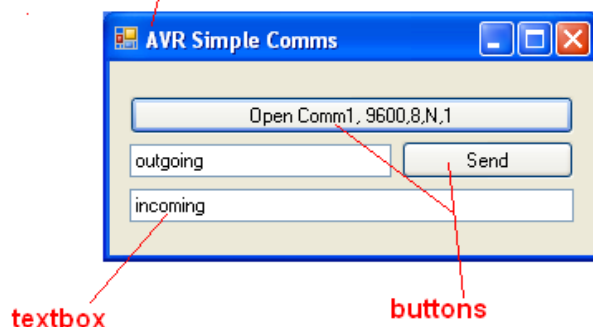 AVR Simple Comms
Open Comm1, 9600,8,N,1
outgoing
Send
incoming
textbox
buttons